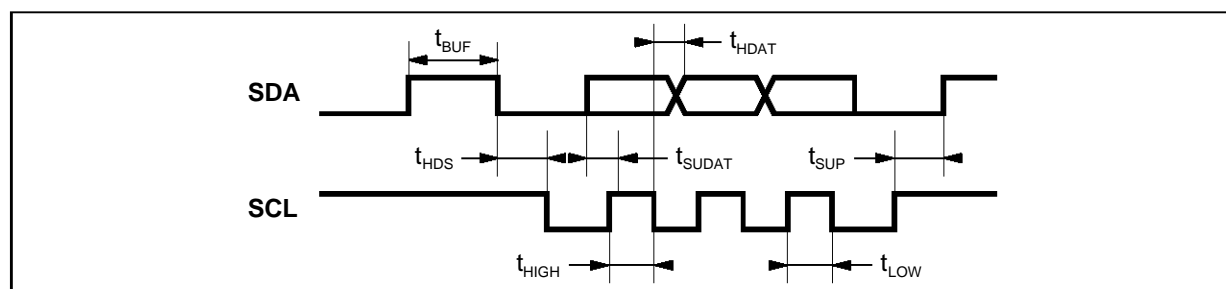 tBUF
tHDAT
SDA
tHDS
tSUDAT
tSUP
SCL
tHIGH
tLOW